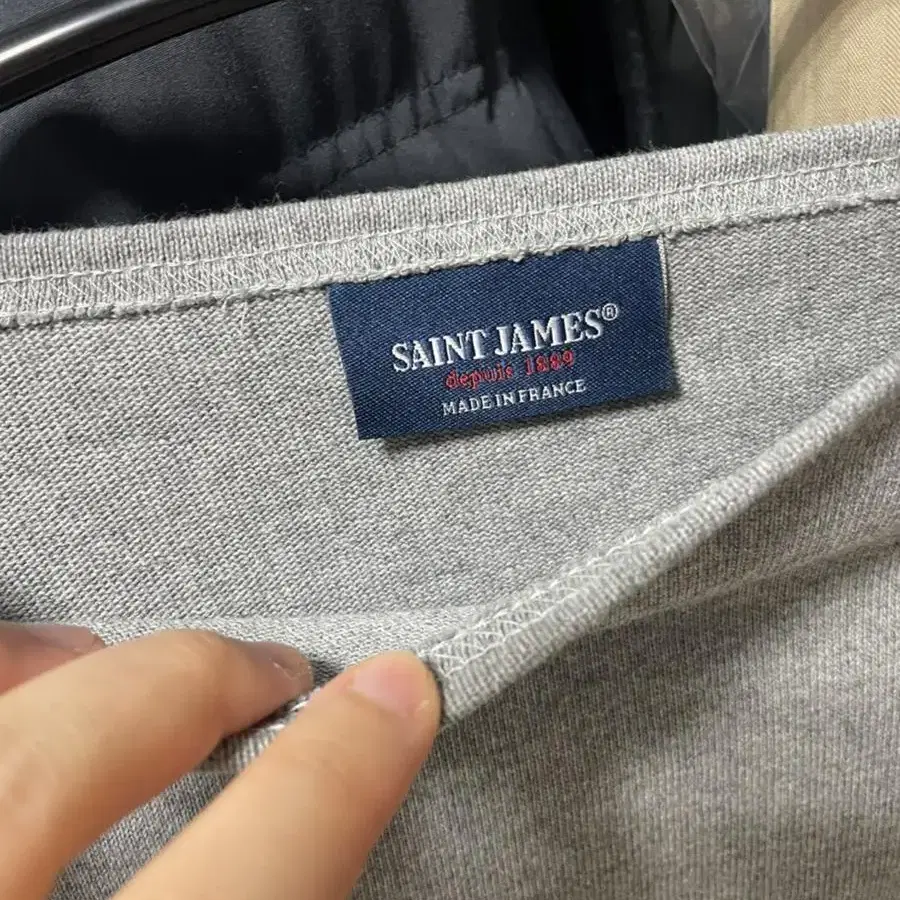 SAINT JAMES®
depuis 1889
MADE IN FRANCE